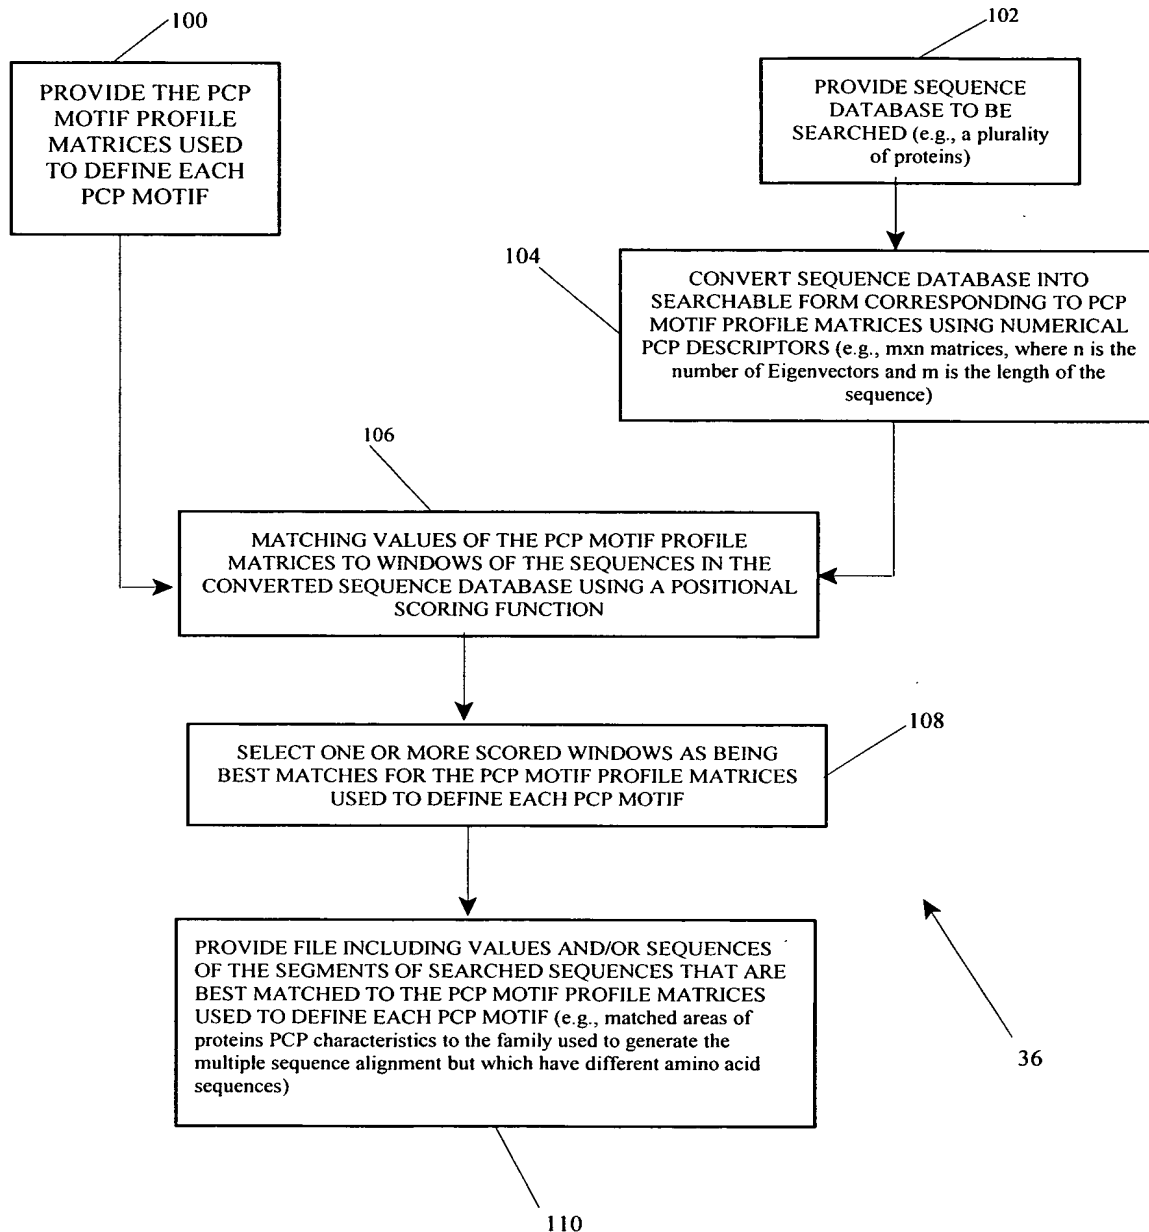 100
PROVIDE THE PCP
MOTIF PROFILE
MATRICES USED
TO DEFINE EACH
PCP MOTIF
102
PROVIDE SEQUENCE
DATABASE TO BE
SEARCHED (e.g., a plurality
of proteins)
104
CONVERT SEQUENCE DATABASE INTO
SEARCHABLE FORM CORRESPONDING TO PCP
MOTIF PROFILE MATRICES USING NUMERICAL
PCP DESCRIPTORS (e.g., mxn matrices, where n is the
number of Eigenvectors and m is the length of the
sequence)
106
MATCHING VALUES OF THE PCP MOTIF PROFILE
MATRICES TO WINDOWS OF THE SEQUENCES IN THE
CONVERTED SEQUENCE DATABASE USING A POSITIONAL
SCORING FUNCTION
108
SELECT ONE OR MORE SCORED WINDOWS AS BEING
BEST MATCHES FOR THE PCP MOTIF PROFILE MATRICES
USED TO DEFINE EACH PCP MOTIF
PROVIDE FILE INCLUDING VALUES AND/OR SEQUENCES
OF THE SEGMENTS OF SEARCHED SEQUENCES THAT ARE
BEST MATCHED TO THE PCP MOTIF PROFILE MATRICES
USED TO DEFINE EACH PCP MOTIF (e.g., matched areas of
proteins PCP characteristics to the family used to generate the
multiple sequence alignment but which have different amino acid
sequences)
36
110